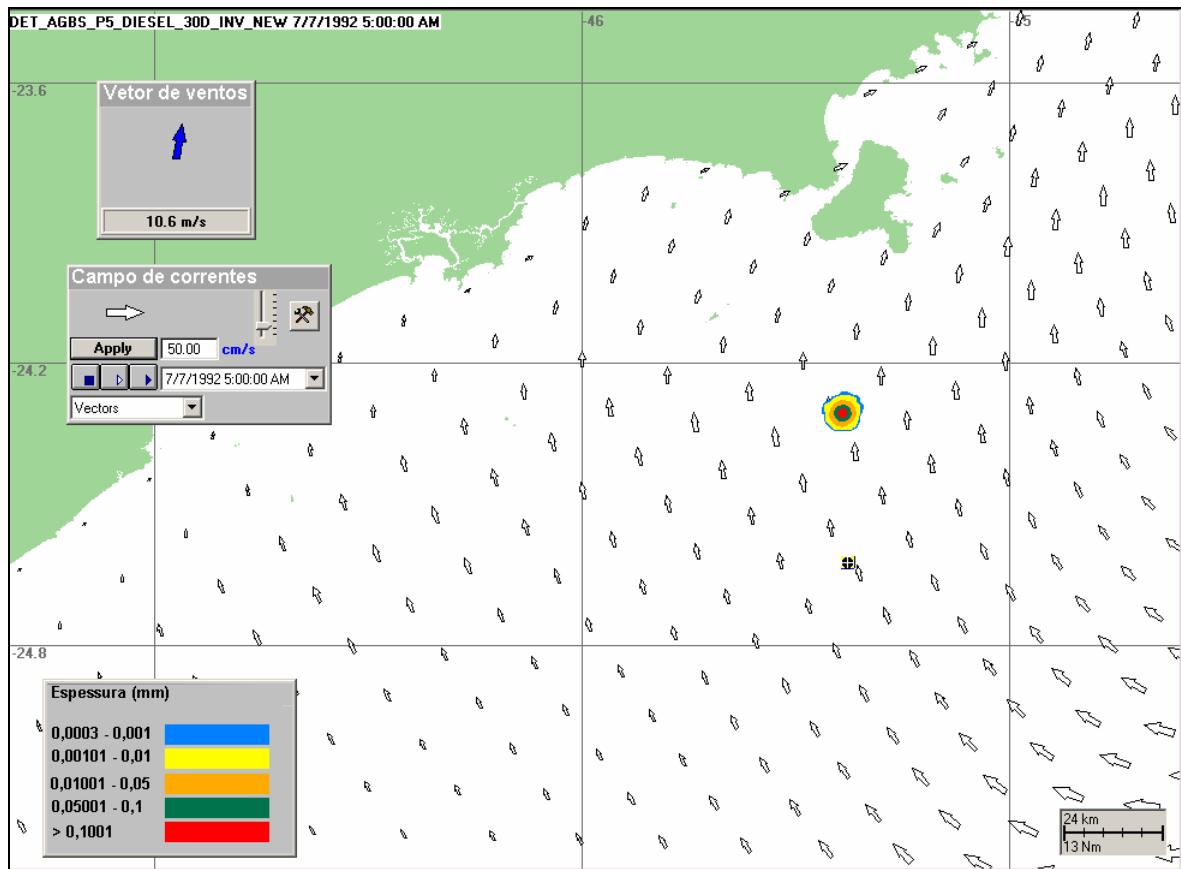 DET_AGBS_P5_DIESEL_30D_INV_NEW 7/7/1992 5:00:00 AM
-46
-23.6
Vetor de ventos
10.6 m/s
Campo de correntes
Apply 50.00 cm/s
7/7/1992 5:00:00 AM
Vectors
-24.2
-24.8
Espessura (mm)
0,0003 - 0,001
0,00101 - 0,01
0,01001 - 0,05
0,05001 - 0,1
> 0,1001
24 km
13 Nm